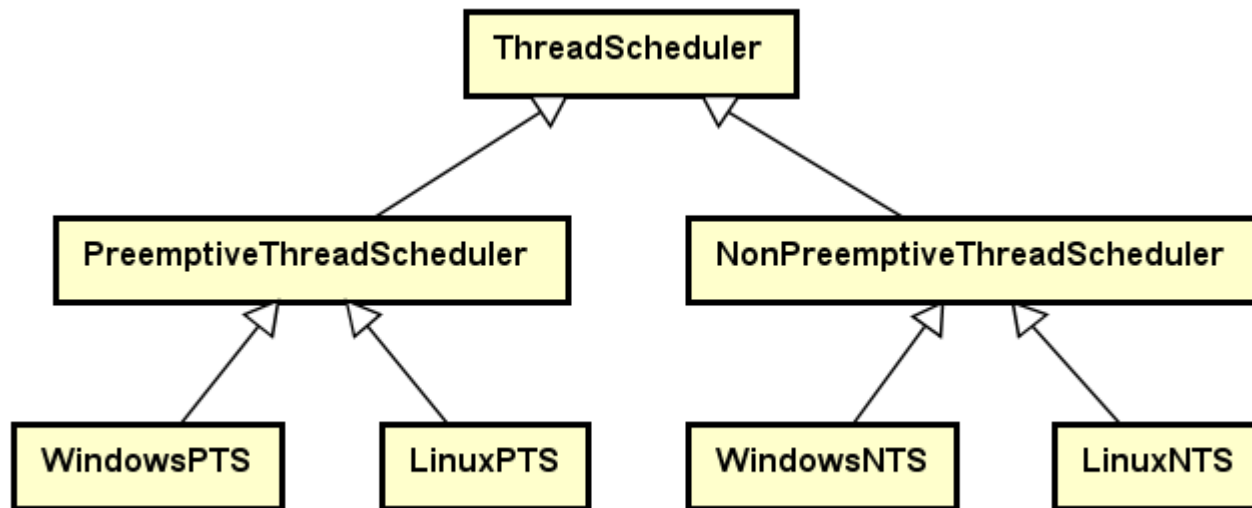 ThreadScheduler
PreemptiveThreadScheduler
NonPreemptiveThreadScheduler
WindowsPTS
LinuxPTS
WindowsNTS
LinuxNTS